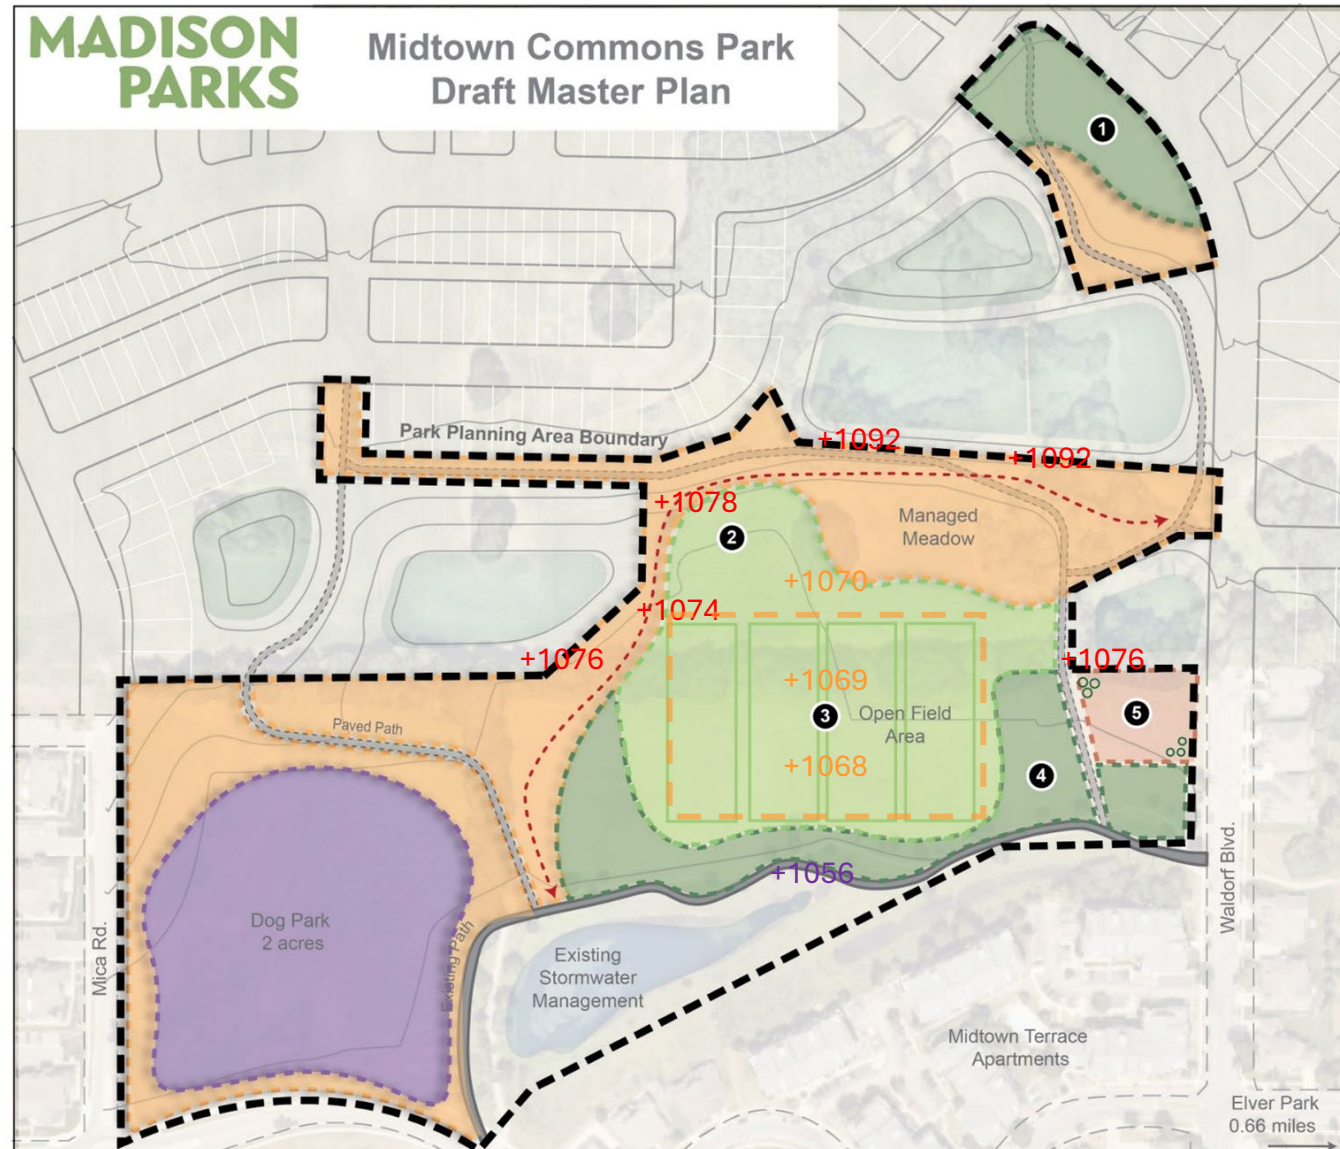 MADISON
PARKS
Midtown Commons Park
Draft Master Plan
1
Park Planning Area Boundary
+1092
+1092
+1078
Managed
Meadow
2
+1070
+1074
+1076
+1076
+1069
Paved Path
3
Open Field
Area
5
+1068
4
+1056
Dog Park
2 acres
Existing Path
Mica Rd.
Waldorf Blvd.
Existing
Stormwater
Management
Midtown Terrace
Apartments
Elver Park
0.66 miles